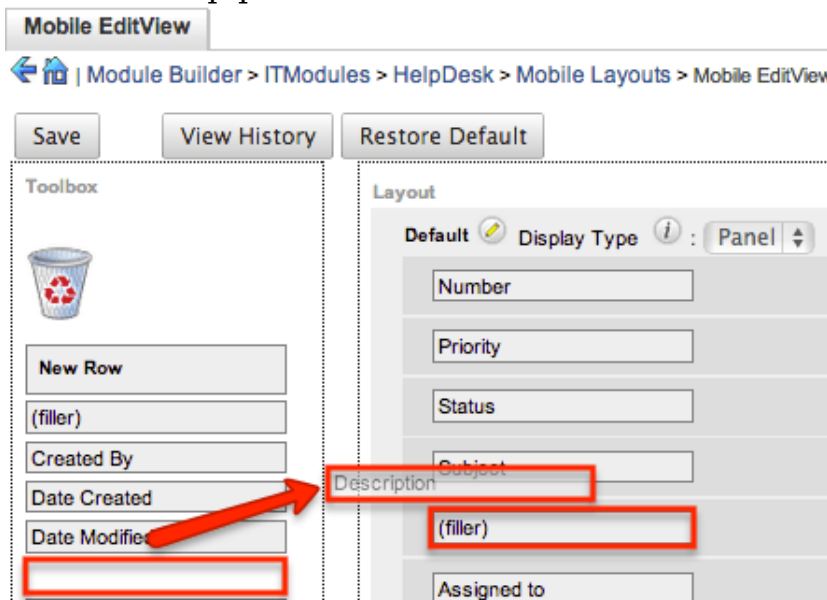 Mobile EditView
| Module Builder > ITModules > HelpDesk > Mobile Layouts > Mobile EditView
Save View History Restore Default
Toolbox
Layout
Default Display Type i : Panel
Number
Priority
New Row
Status
(filler)
Created By
Subject
Description
Date Created
(filler)
Date Modified
Assigned to